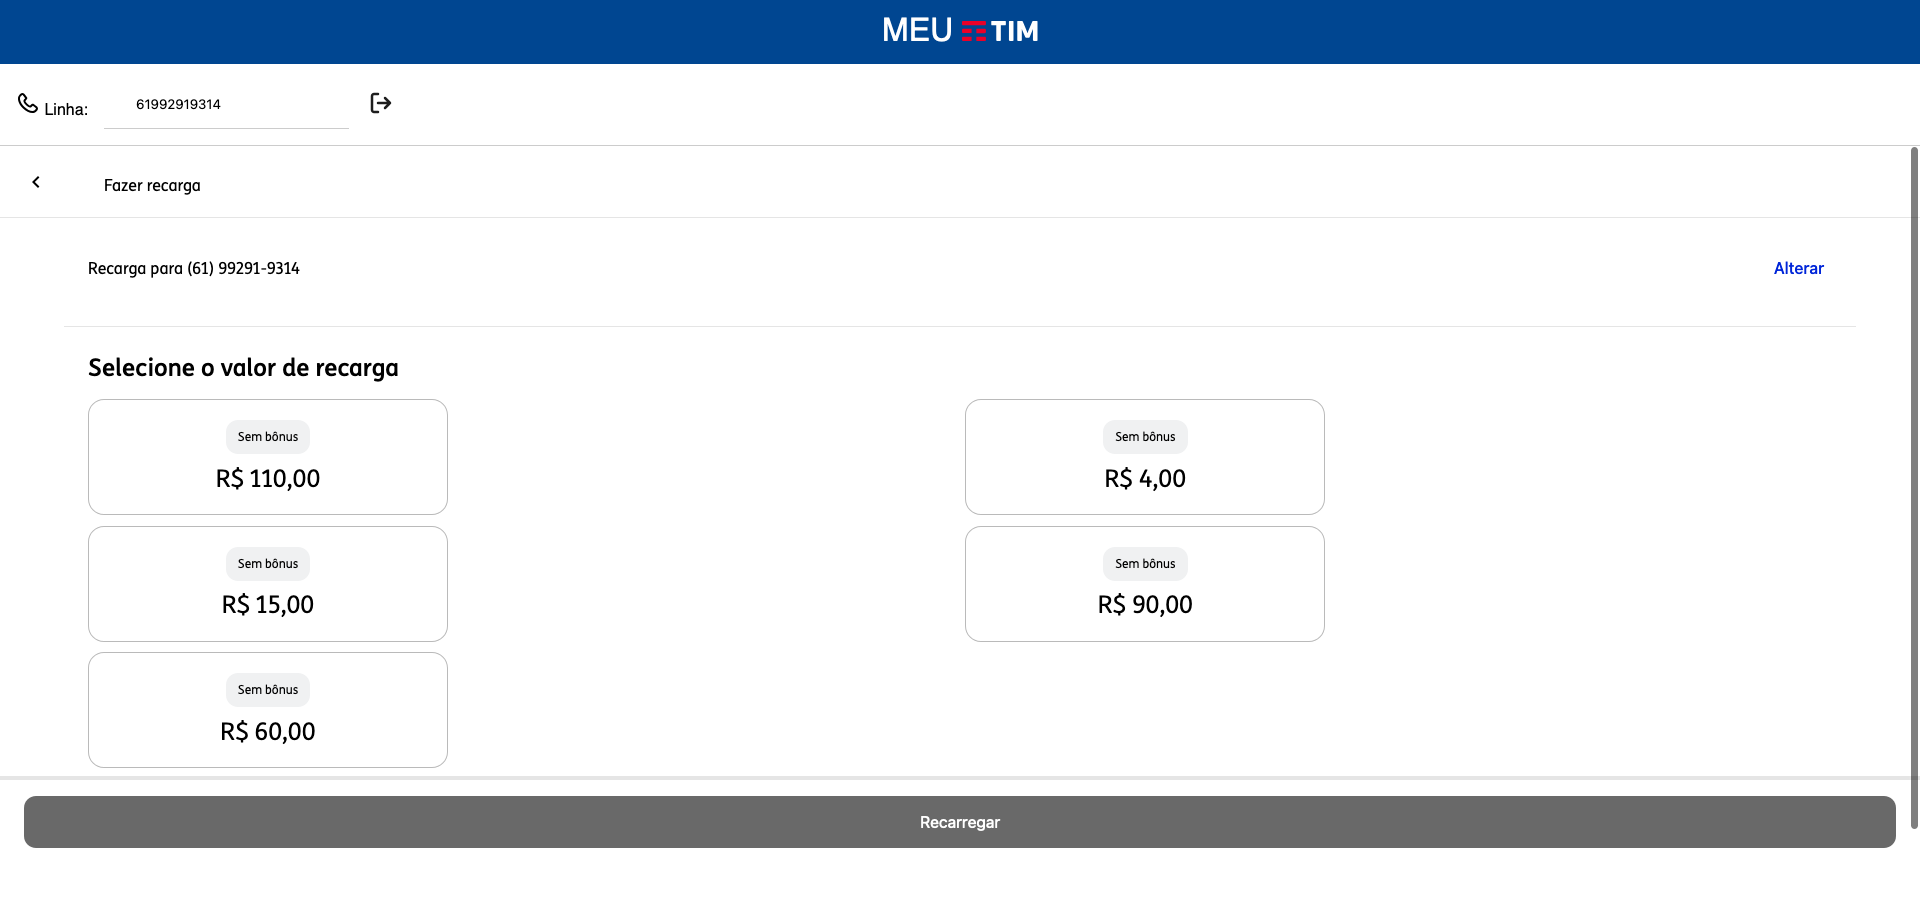 MEU TIM
Linha:
61992919314
Fazer recarga
Recarga para (61) 99291-9314
Alterar
Selecione o valor de recarga
Sem bônus
R$ 110,00
Sem bônus
R$ 4,00
Sem bônus
R$ 15,00
Sem bônus
R$ 90,00
Sem bônus
R$ 60,00
Recarregar